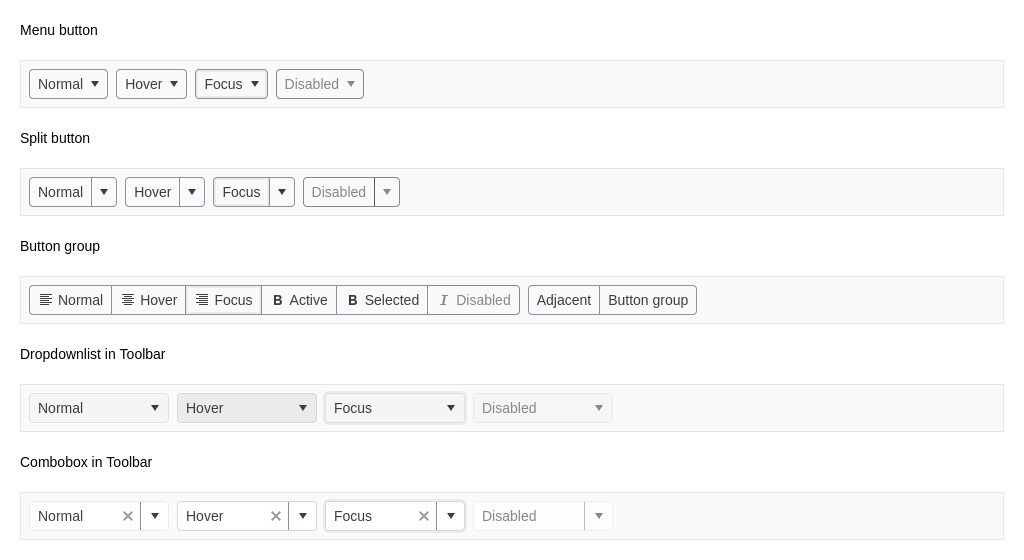 Menu button
Normal Hover Focus Disabled
Split button
Normal Hover Focus Disabled
Button group
Normal Hover Focus B Active B Selected I Disabled Adjacent Button group
Dropdownlist in Toolbar
Normal Hover Focus Disabled
Combobox in Toolbar
Normal Hover Focus Disabled